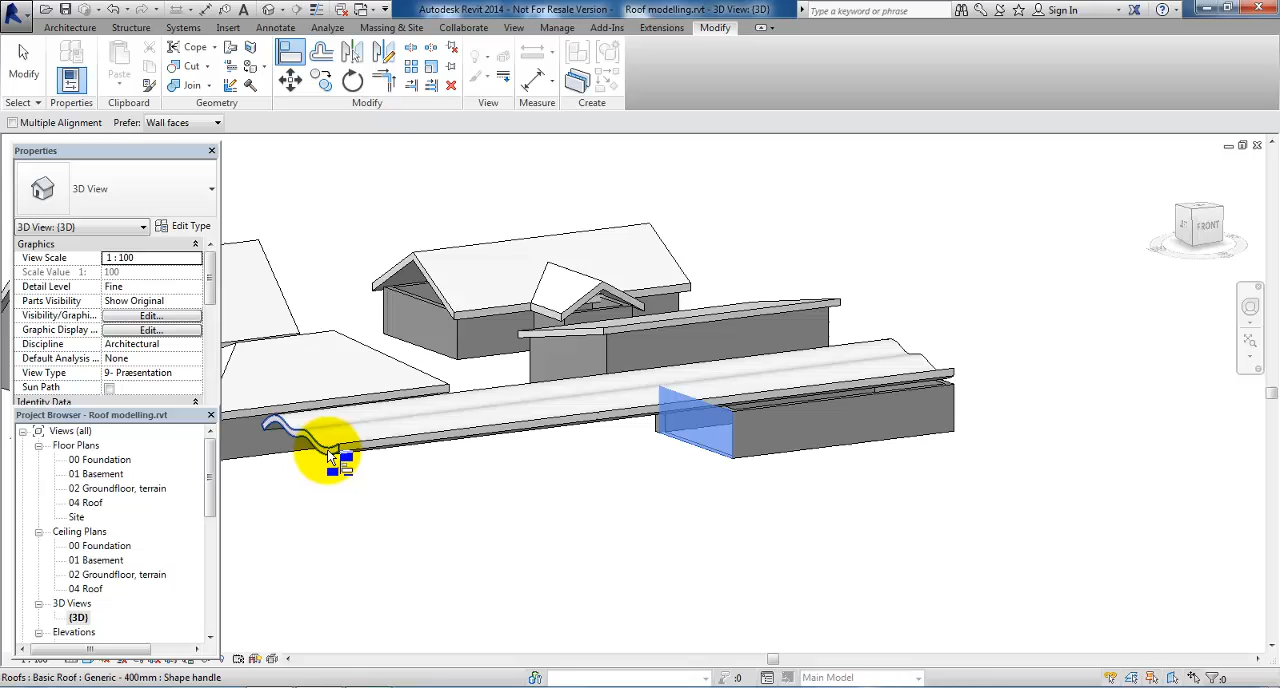 Autodesk Revit 2014 - Not For Resale Version - Roof modelling.rvt - 3D View: {3D}
Type a keyword or phrase
Sign In
Architecture Structure Systems Insert Annotate Analyze Massing & Site Collaborate View Manage Add-Ins Extensions Modify
Modify
Paste
Cope
Cut
Join
Select Properties Clipboard Geometry Modify View Measure Create
Multiple Alignment Prefer: Wall faces
Properties
3D View
3D View: {3D} Edit Type
Graphics
View Scale 1 : 100
Scale Value 1: 100
Detail Level Fine
Parts Visibility Show Original
Visibility/Graphi... Edit...
Graphic Display ... Edit...
Discipline Architectural
Default Analysis ... None
View Type 9- Præsentation
Sun Path
Identity Data
FRONT
Project Browser - Roof modelling.rvt
Views (all)
Floor Plans
00 Foundation
01 Basement
02 Groundfloor, terrain
04 Roof
Site
Ceiling Plans
00 Foundation
01 Basement
02 Groundfloor, terrain
04 Roof
3D Views
{3D}
Elevations
1 : 100
Roofs : Basic Roof : Generic - 400mm : Shape handle
:0
Main Model
:0